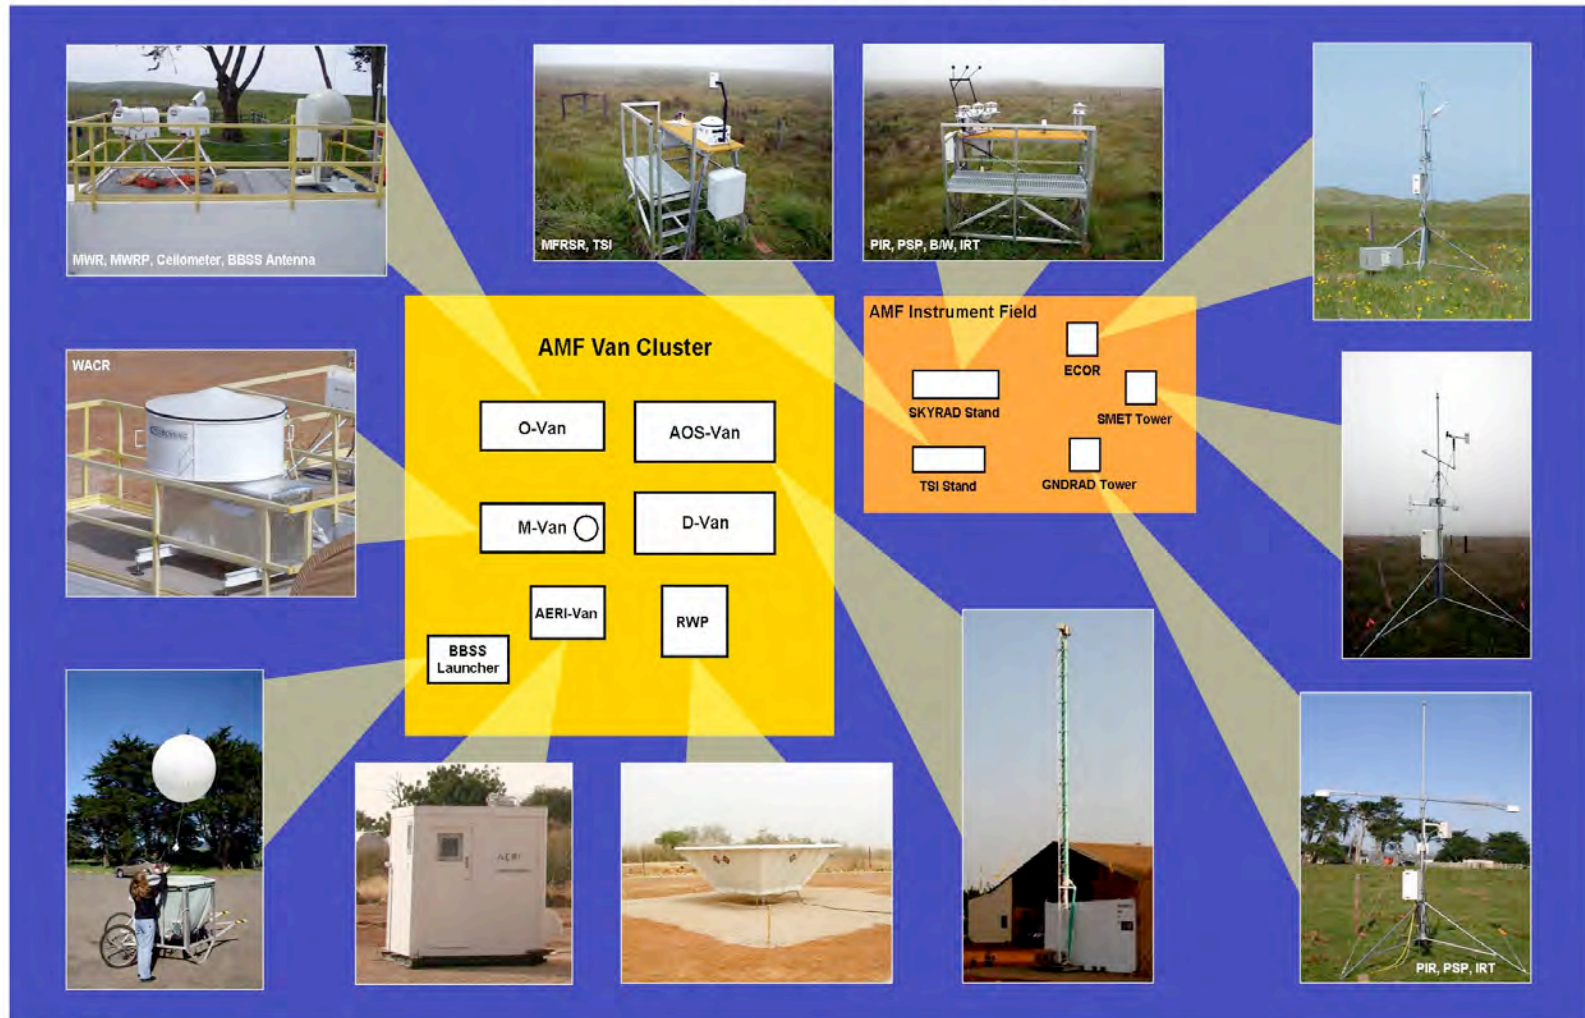 MWR, MWRP, Ceilometer, BBSS Antenna
MFRSR, TSI
PIR, PSP, B/W, IRT
AMF Van Cluster
AMF Instrument Field
WACR
ECOR
SKYRAD Stand
SMET Tower
O-Van
AOS-Van
TSI Stand
GNDRAD Tower
M-Van
D-Van
AERI-Van
RWP
BBSS
Launcher
AERI
PIR, PSP, IRT